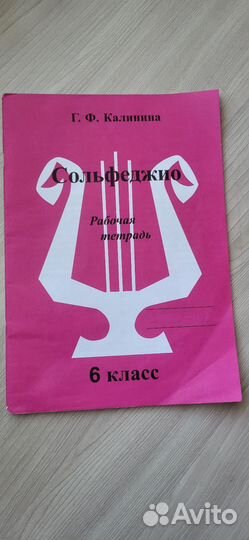 Г. Ф. Калинина
Сольфеджио
Рабочая
тетрадь
6 класс
Avito